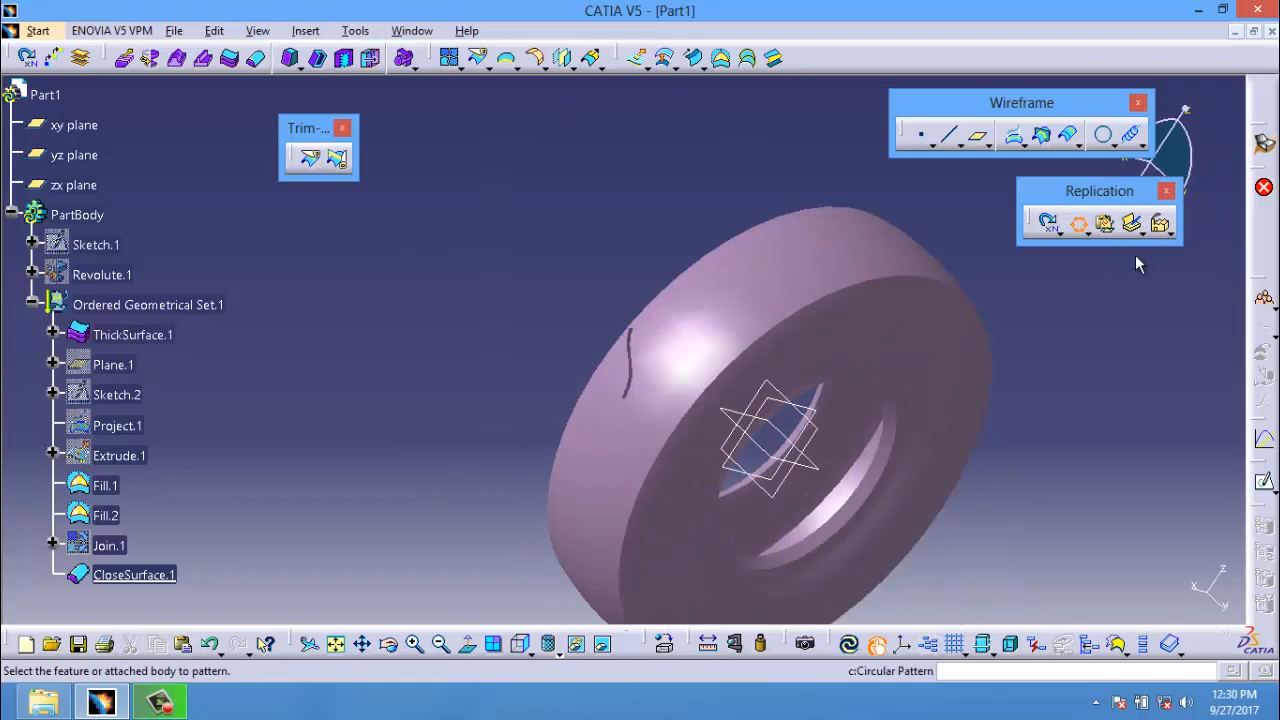 CATIA V5 - [Part1]
Start ENOVIA V5 VPM File Edit View Insert Tools Window Help
Part1
xy plane
yz plane
zx plane
PartBody
Sketch.1
Revolute.1
Ordered Geometrical Set.1
ThickSurface.1
Plane.1
Sketch.2
Project.1
Extrude.1
Fill.1
Fill.2
Join.1
CloseSurface.1
Trim-...
Wireframe
Replication
z
x
y
CATIA
Select the feature or attached body to pattern.
c:Circular Pattern
12:30 PM
9/27/2017